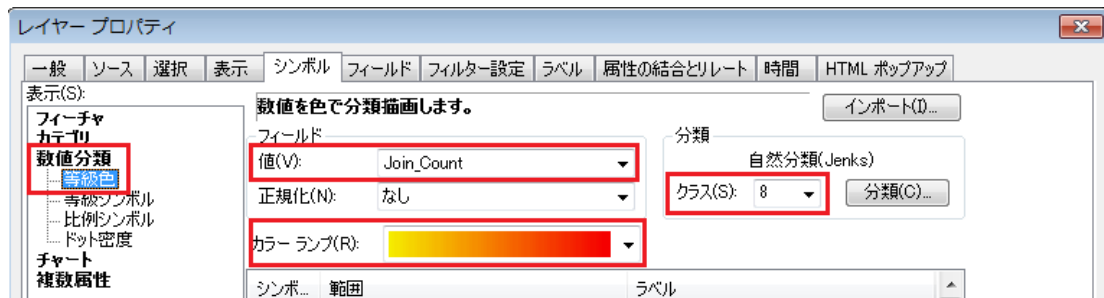 レイヤー プロパティ
一般 ソース 選択 表示 シンボル フィールド フィルター設定 ラベル 属性の結合とリレート 時間 HTML ポップアップ
表示(S):
フィーチャ
カテゴリ
数値分類
等級色
等級シンボル
比例シンボル
ドット密度
チャート
複数属性
数値を色で分類描画します。
インポート(I)...
フィールド
値(V): Join_Count
正規化(N): なし
カラー ランプ(R):
分類
自然分類(Jenks)
クラス(S): 8 分類(C)...
シンボ... 範囲 ラベル